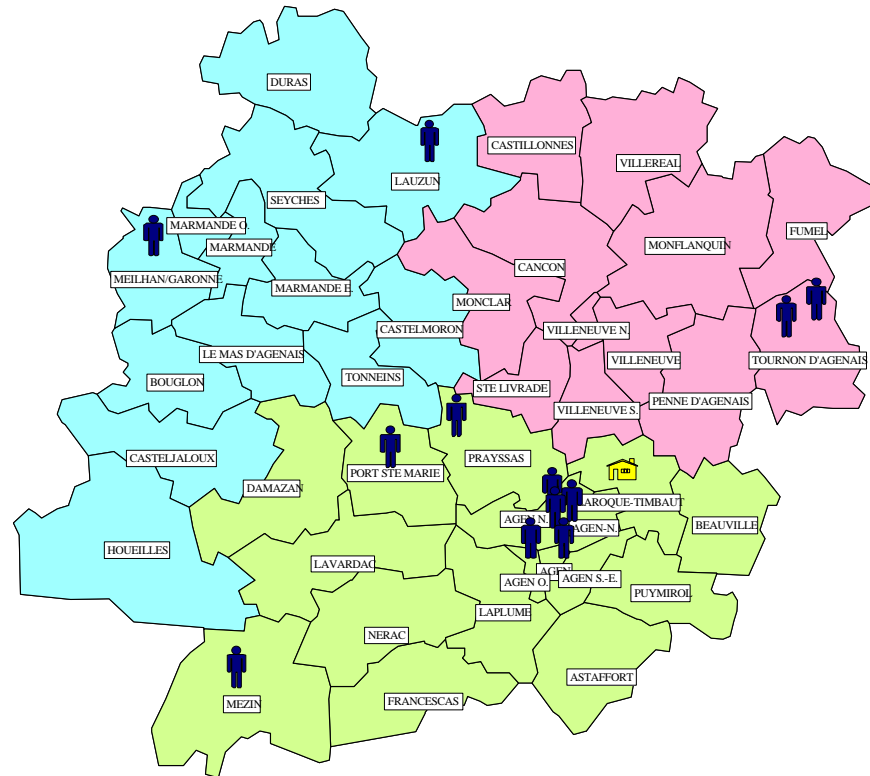 DURAS
CASTILLONNES
VILLEREAL
LAUZUN
SEYCHES
MARMANDE O.
FUMEL
MARMANDE
MONFLANQUIN
CANCON
MEILHAN/GARONNE
MARMANDE E.
MONCLAR
CASTELMORON
VILLENEUVE N.
LE MAS D'AGENAIS
VILLENEUVE
TOURNON D'AGENAIS
BOUGLON
TONNEINS
STE LIVRADE
PENNE D'AGENAIS
VILLENEUVE S.
CASTELJALOUX
PRAYSSAS
PORT STE MARIE
DAMAZAN
AROQUE-TIMBAUT
AGEN N.
AGEN-N.
BEAUVILLE
HOUEILLES
LAVARDAC
AGEN
AGEN O.
AGEN S.-E.
PUYMIROL
LAPLUME
NERAC
ASTAFFORT
MEZIN
FRANCESCAS